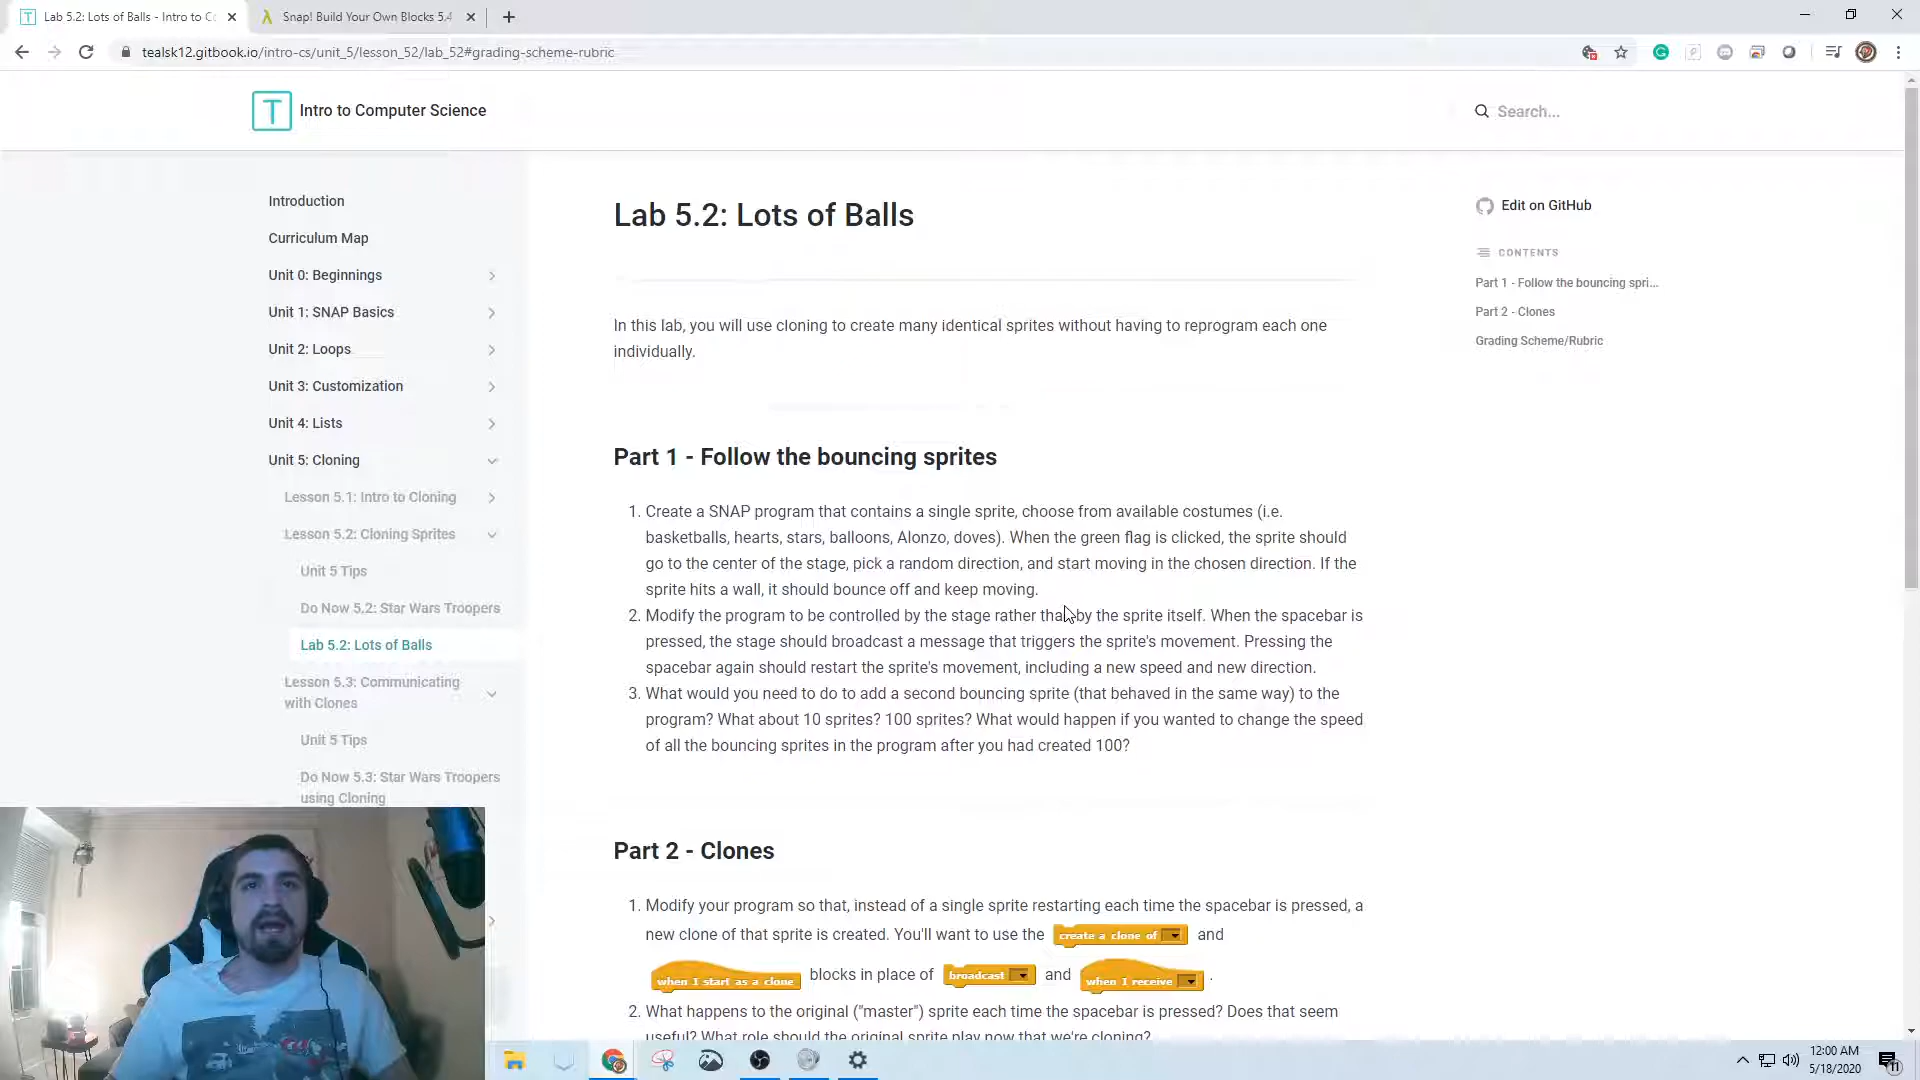 Lab 5.2: Lots of Balls - Intro to Co
Snap! Build Your Own Blocks 5.4
tealsk12.gitbook.io/intro-cs/unit_5/lesson_52/lab_52#grading-scheme-rubric
T Intro to Computer Science
Search...
Introduction
Curriculum Map
Unit 0: Beginnings
Unit 1: SNAP Basics
Unit 2: Loops
Unit 3: Customization
Unit 4: Lists
Unit 5: Cloning
Lesson 5.1: Intro to Cloning
Lesson 5.2: Cloning Sprites
Unit 5 Tips
Do Now 5.2: Star Wars Troopers
Lab 5.2: Lots of Balls
Lesson 5.3: Communicating
with Clones
Unit 5 Tips
Do Now 5.3: Star Wars Troopers
using Cloning
Lab 5.2: Lots of Balls
In this lab, you will use cloning to create many identical sprites without having to reprogram each one
individually.
Part 1 - Follow the bouncing sprites
1. Create a SNAP program that contains a single sprite, choose from available costumes (i.e.
basketballs, hearts, stars, balloons, Alonzo, doves). When the green flag is clicked, the sprite should
go to the center of the stage, pick a random direction, and start moving in the chosen direction. If the
sprite hits a wall, it should bounce off and keep moving.
2. Modify the program to be controlled by the stage rather than by the sprite itself. When the spacebar is
pressed, the stage should broadcast a message that triggers the sprite's movement. Pressing the
spacebar again should restart the sprite's movement, including a new speed and new direction.
3. What would you need to do to add a second bouncing sprite (that behaved in the same way) to the
program? What about 10 sprites? 100 sprites? What would happen if you wanted to change the speed
of all the bouncing sprites in the program after you had created 100?
Part 2 - Clones
1. Modify your program so that, instead of a single sprite restarting each time the spacebar is pressed, a
new clone of that sprite is created. You'll want to use the create a clone of and
when I start as a clone blocks in place of broadcast and when I receive .
2. What happens to the original ("master") sprite each time the spacebar is pressed? Does that seem
useful? What role should the original sprite play now that we're cloning?
Edit on GitHub
CONTENTS
Part 1 - Follow the bouncing spri...
Part 2 - Clones
Grading Scheme/Rubric
12:00 AM
5/18/2020
11